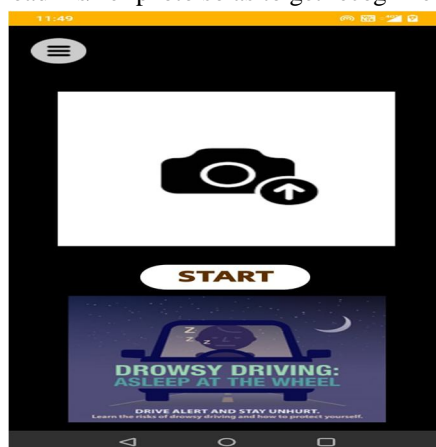 11:49
START
z
z
z
z
DROWSY DRIVING:
ASLEEP AT THE WHEEL
DRIVE ALERT AND STAY UNHURT.
Learn the risks of drowsy driving and how to protect yourself.